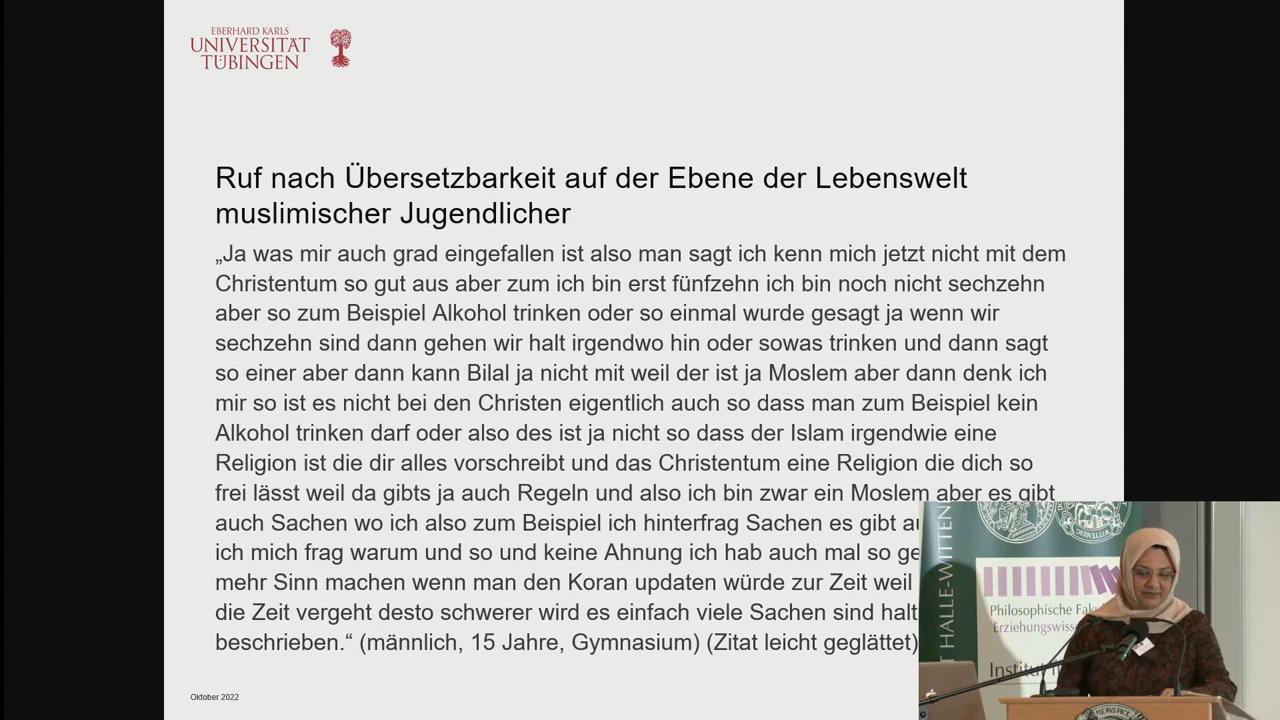 EBERHARD KARLS
UNIVERSITÄT
TÜBINGEN
Ruf nach Übersetzbarkeit auf der Ebene der Lebenswelt
muslimischer Jugendlicher
„Ja was mir auch grad eingefallen ist also man sagt ich kenn mich jetzt nicht mit dem
Christentum so gut aus aber zum ich bin erst fünfzehn ich bin noch nicht sechzehn
aber so zum Beispiel Alkohol trinken oder so einmal wurde gesagt ja wenn wir
sechzehn sind dann gehen wir halt irgendwo hin oder sowas trinken und dann sagt
so einer aber dann kann Bilal ja nicht mit weil der ist ja Moslem aber dann denk ich
mir so ist es nicht bei den Christen eigentlich auch so dass man zum Beispiel kein
Alkohol trinken darf oder also des ist ja nicht so dass der Islam irgendwie eine
Religion ist die dir alles vorschreibt und das Christentum eine Religion die dich so
frei lässt weil da gibts ja auch Regeln und also ich bin zwar ein Moslem aber es gibt
auch Sachen wo ich also zum Beispiel ich hinterfrag Sachen es gibt
ich mich frag warum und so und keine Ahnung ich hab auch mal so
mehr Sinn machen wenn man den Koran updaten würde zur Zeit weil
die Zeit vergeht desto schwerer wird es einfach viele Sachen sind halt
beschrieben.“ (männlich, 15 Jahre, Gymnasium) (Zitat leicht geglättet)
Oktober 2022
HALLE-WITTEN
Philosophische